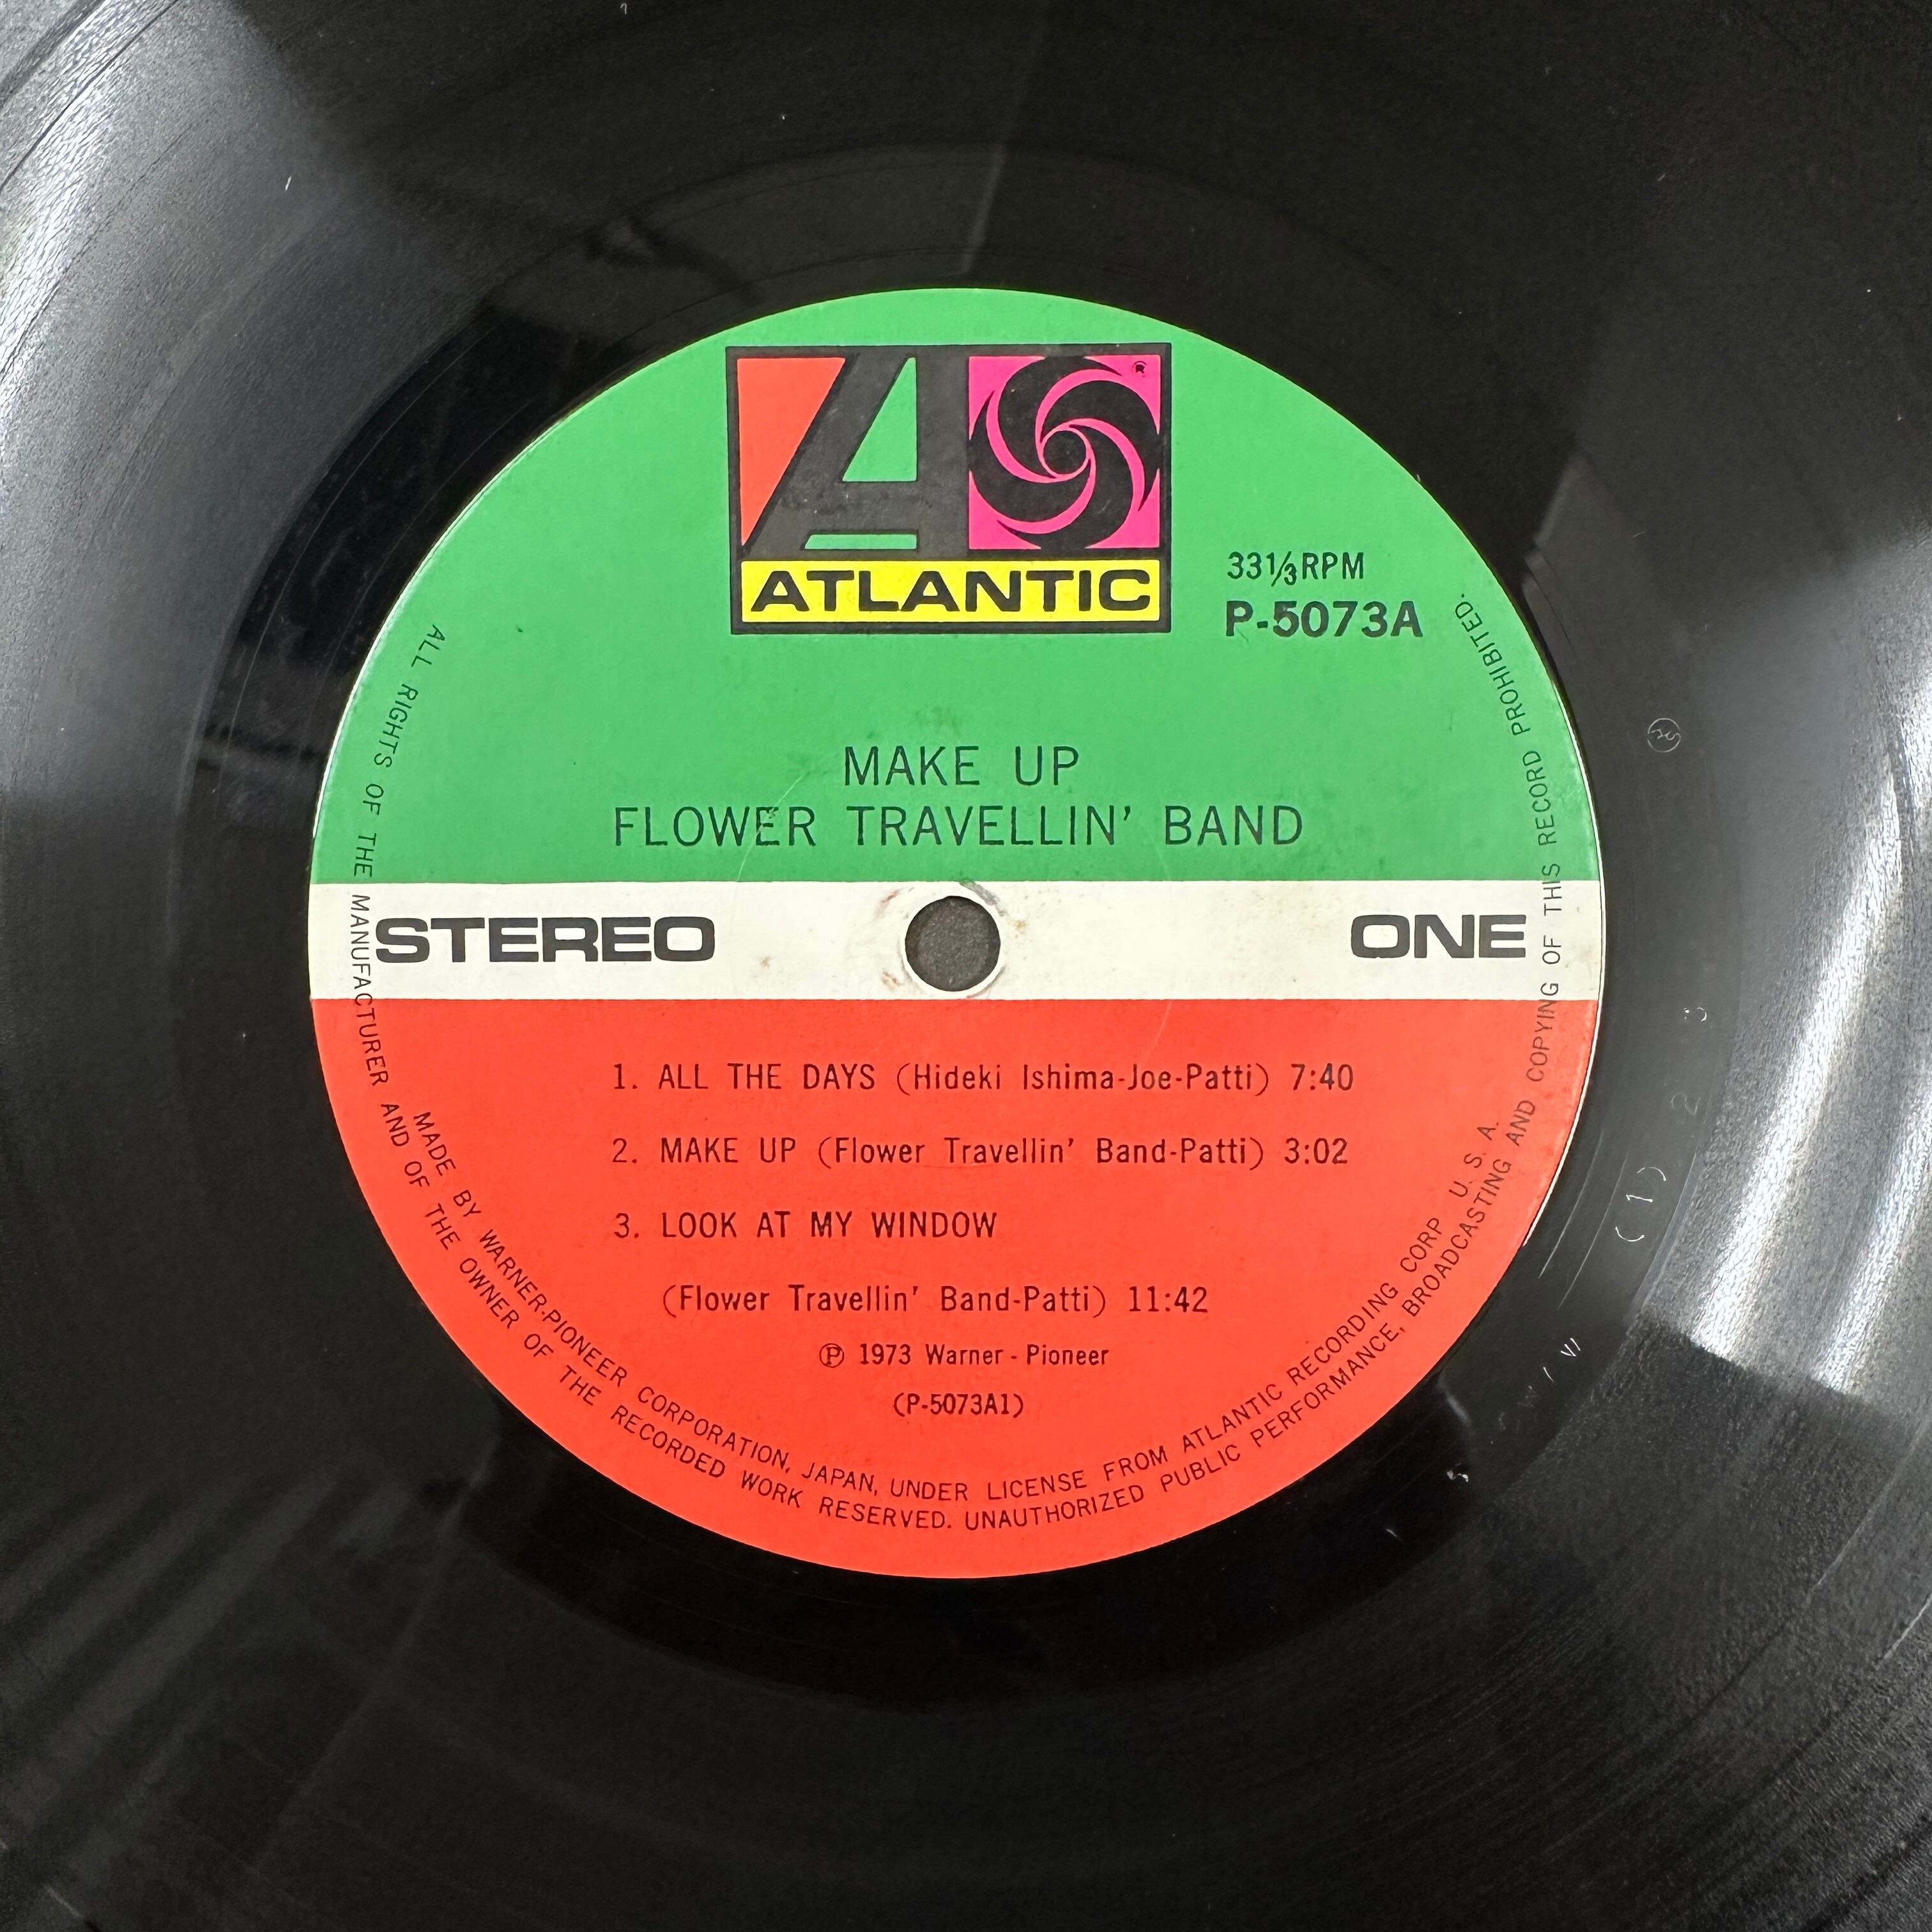 ATLANTIC
®
33⅓RPM
P-5073A
MAKE UP
FLOWER TRAVELLIN' BAND
STEREO
ONE
1. ALL THE DAYS (Hideki Ishima-Joe-Patti) 7:40
2. MAKE UP (Flower Travellin' Band-Patti) 3:02
3. LOOK AT MY WINDOW
(Flower Travellin' Band-Patti) 11:42
Ⓟ 1973 Warner - Pioneer
(P-5073A1)
MADE BY WARNER-PIONEER CORPORATION, JAPAN, UNDER LICENSE FROM ATLANTIC RECORDING CORP U. S. A.
ALL RIGHTS OF THE MANUFACTURER AND OF THE OWNER OF THE RECORDED WORK RESERVED. UNAUTHORIZED PUBLIC PERFORMANCE, BROADCASTING AND COPYING OF THIS RECORD PROHIBITED.